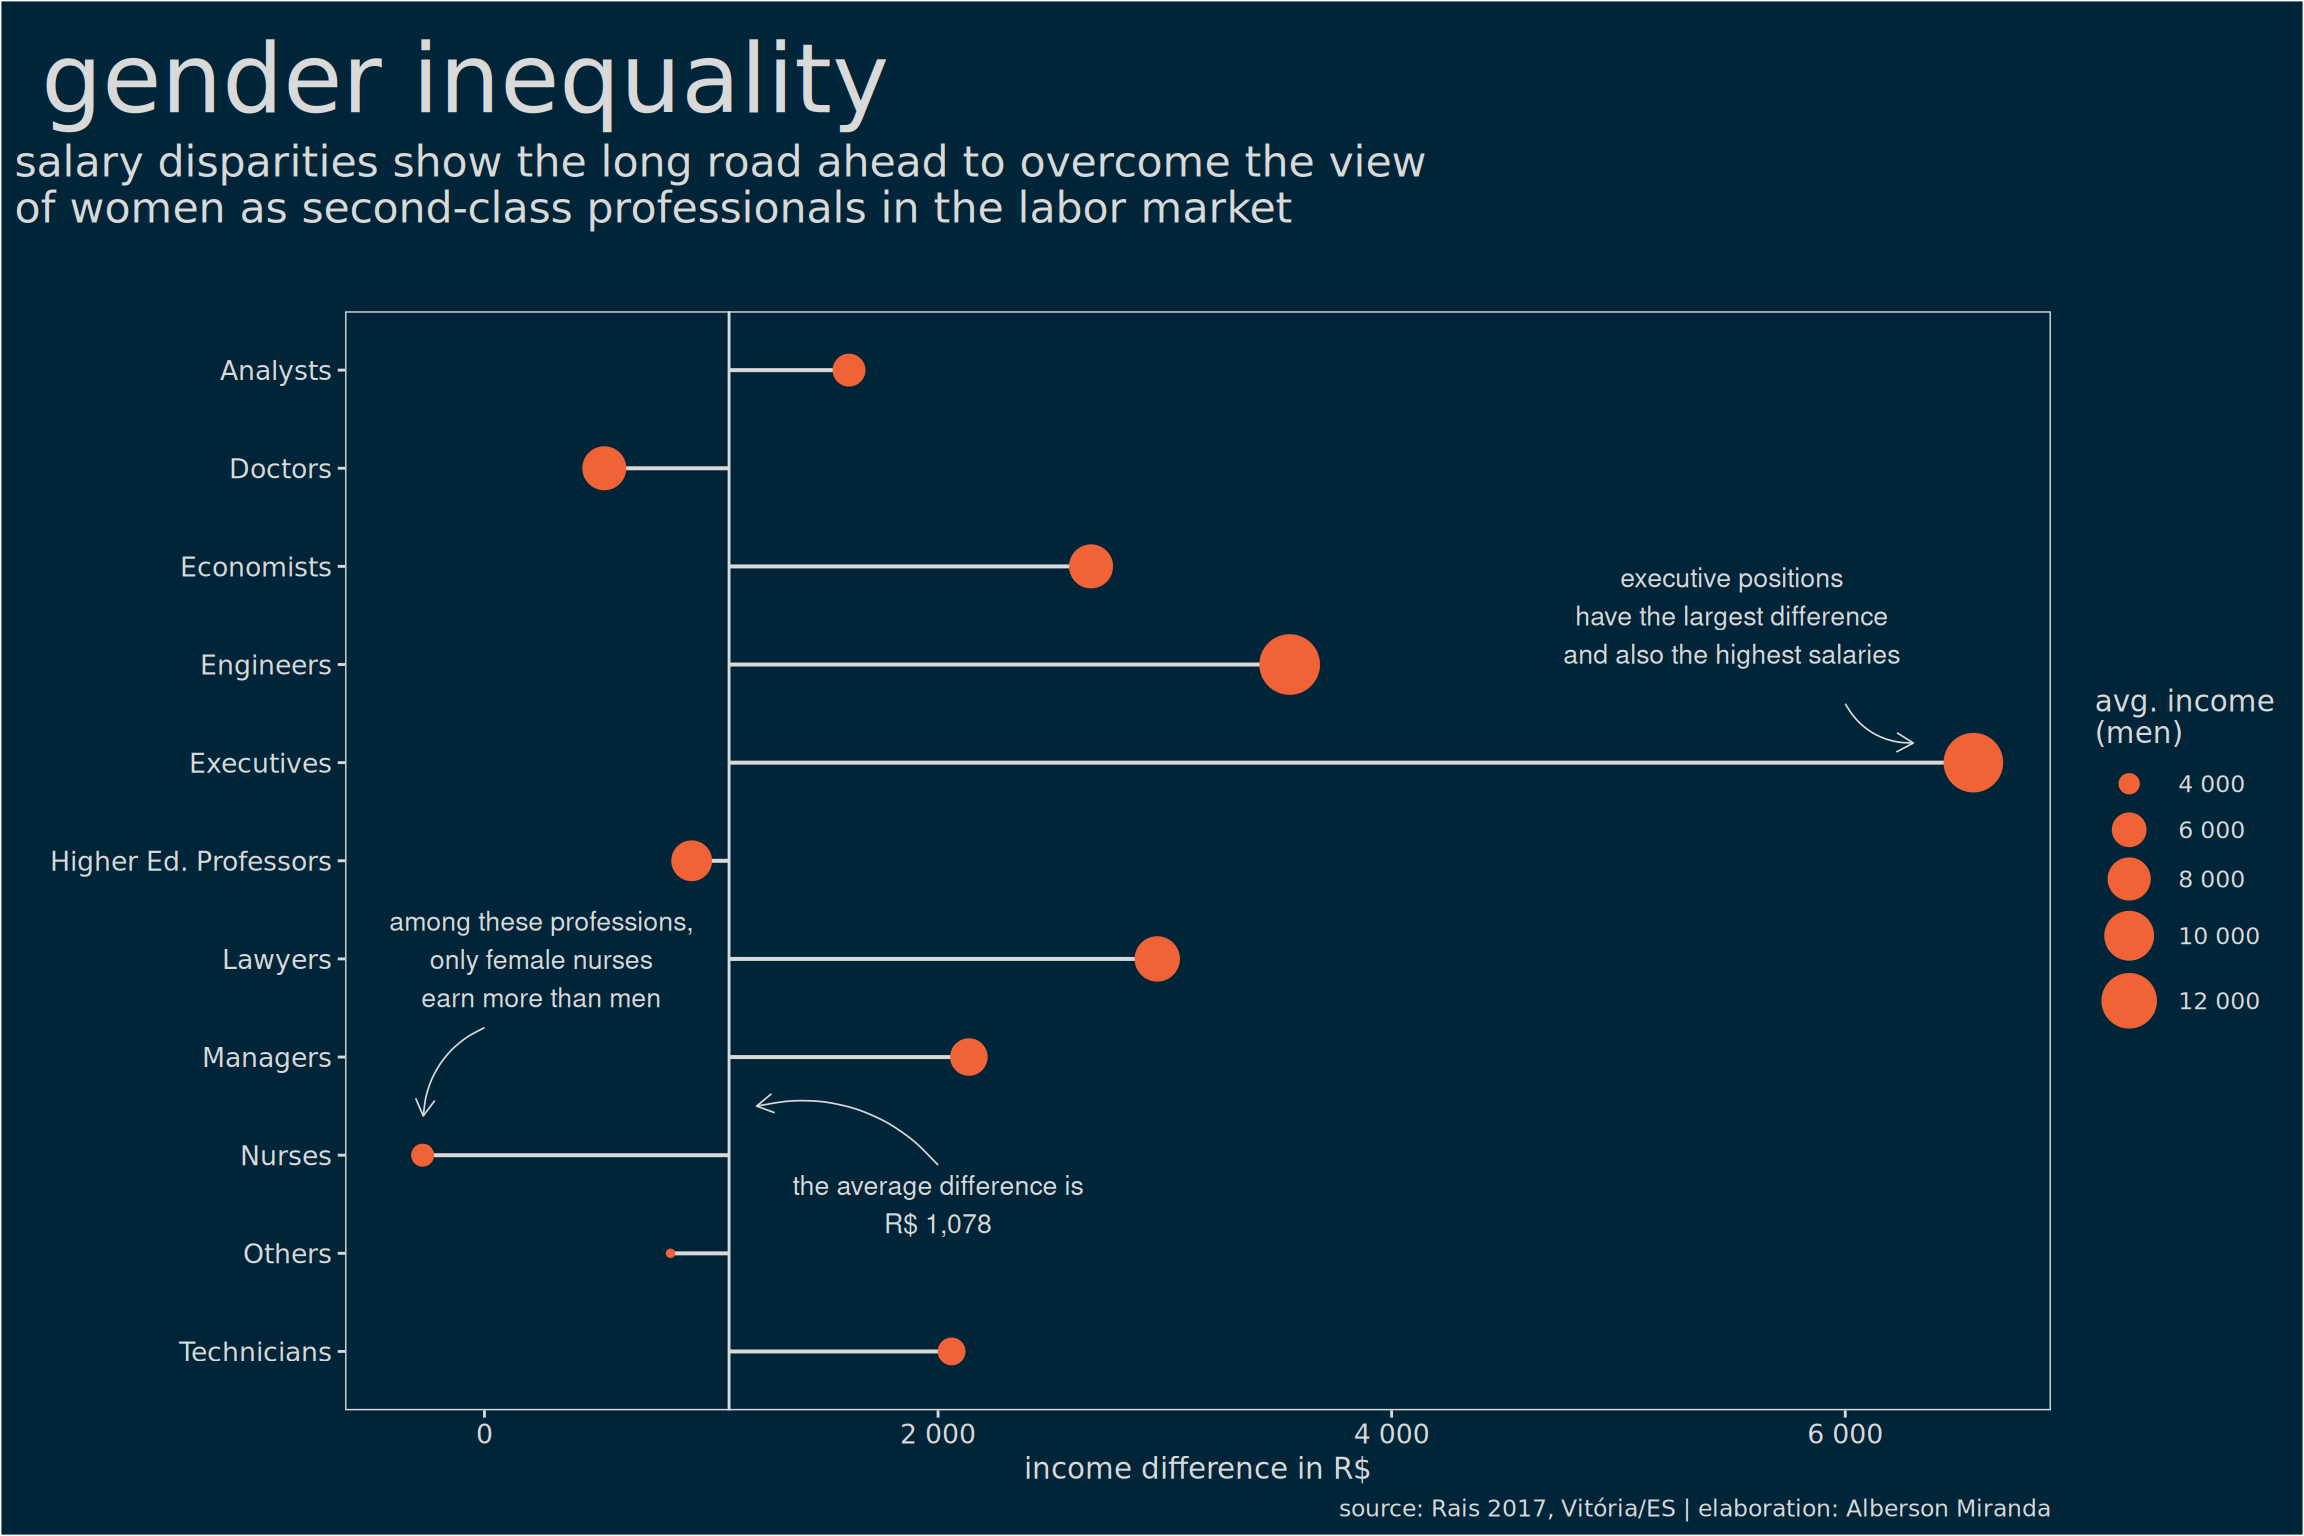 gender inequality
salary disparities show the long road ahead to overcome the view
of women as second-class professionals in the labor market
Analysts
Doctors
Economists
Engineers
Executives
Higher Ed. Professors
Lawyers
Managers
Nurses
Others
Technicians
executive positions
have the largest difference
and also the highest salaries
among these professions,
only female nurses
earn more than men
the average difference is
R$ 1,078
0
2 000
4 000
6 000
income difference in R$
avg. income
(men)
4 000
6 000
8 000
10 000
12 000
source: Rais 2017, Vitória/ES | elaboration: Alberson Miranda